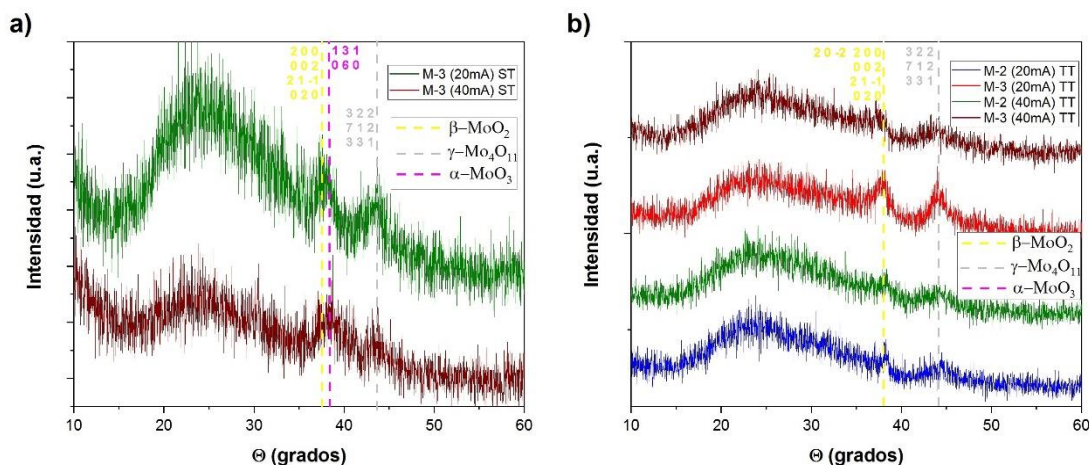 a)
Intensidad (u.a.)
2 0 0
0 0 2
2 1 -1
0 2 0
1 3 1
0 6 0
3 2 2
7 1 2
3 3 1
M-3 (20mA) ST
M-3 (40mA) ST
β–MoO2
γ–Mo4O11
α–MoO3
10 20 30 40 50 60
Θ (grados)
b)
Intensidad (u.a.)
2 0 -2 2 0 0
0 0 2
2 1 -1
0 2 0
3 2 2
7 1 2
3 3 1
M-2 (20mA) TT
M-3 (20mA) TT
M-2 (40mA) TT
M-3 (40mA) TT
β–MoO2
γ–Mo4O11
α–MoO3
10 20 30 40 50 60
Θ (grados)